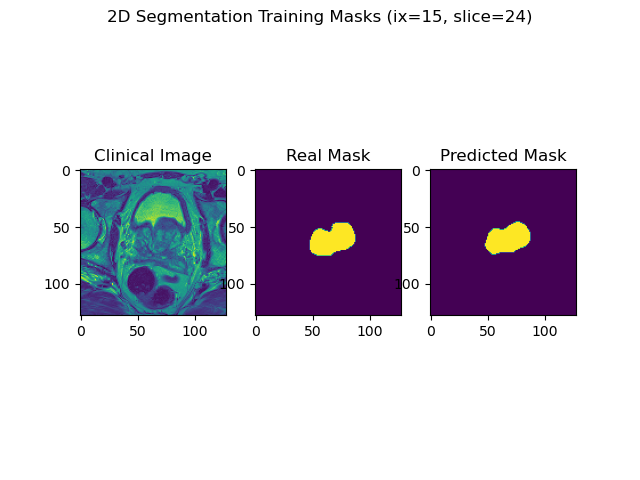 2D Segmentation Training Masks (ix=15, slice=24)
Clinical Image Real Mask Predicted Mask
0 0 0
50 50 50
100 100 100
0 50 100 0 50 100 0 50 100